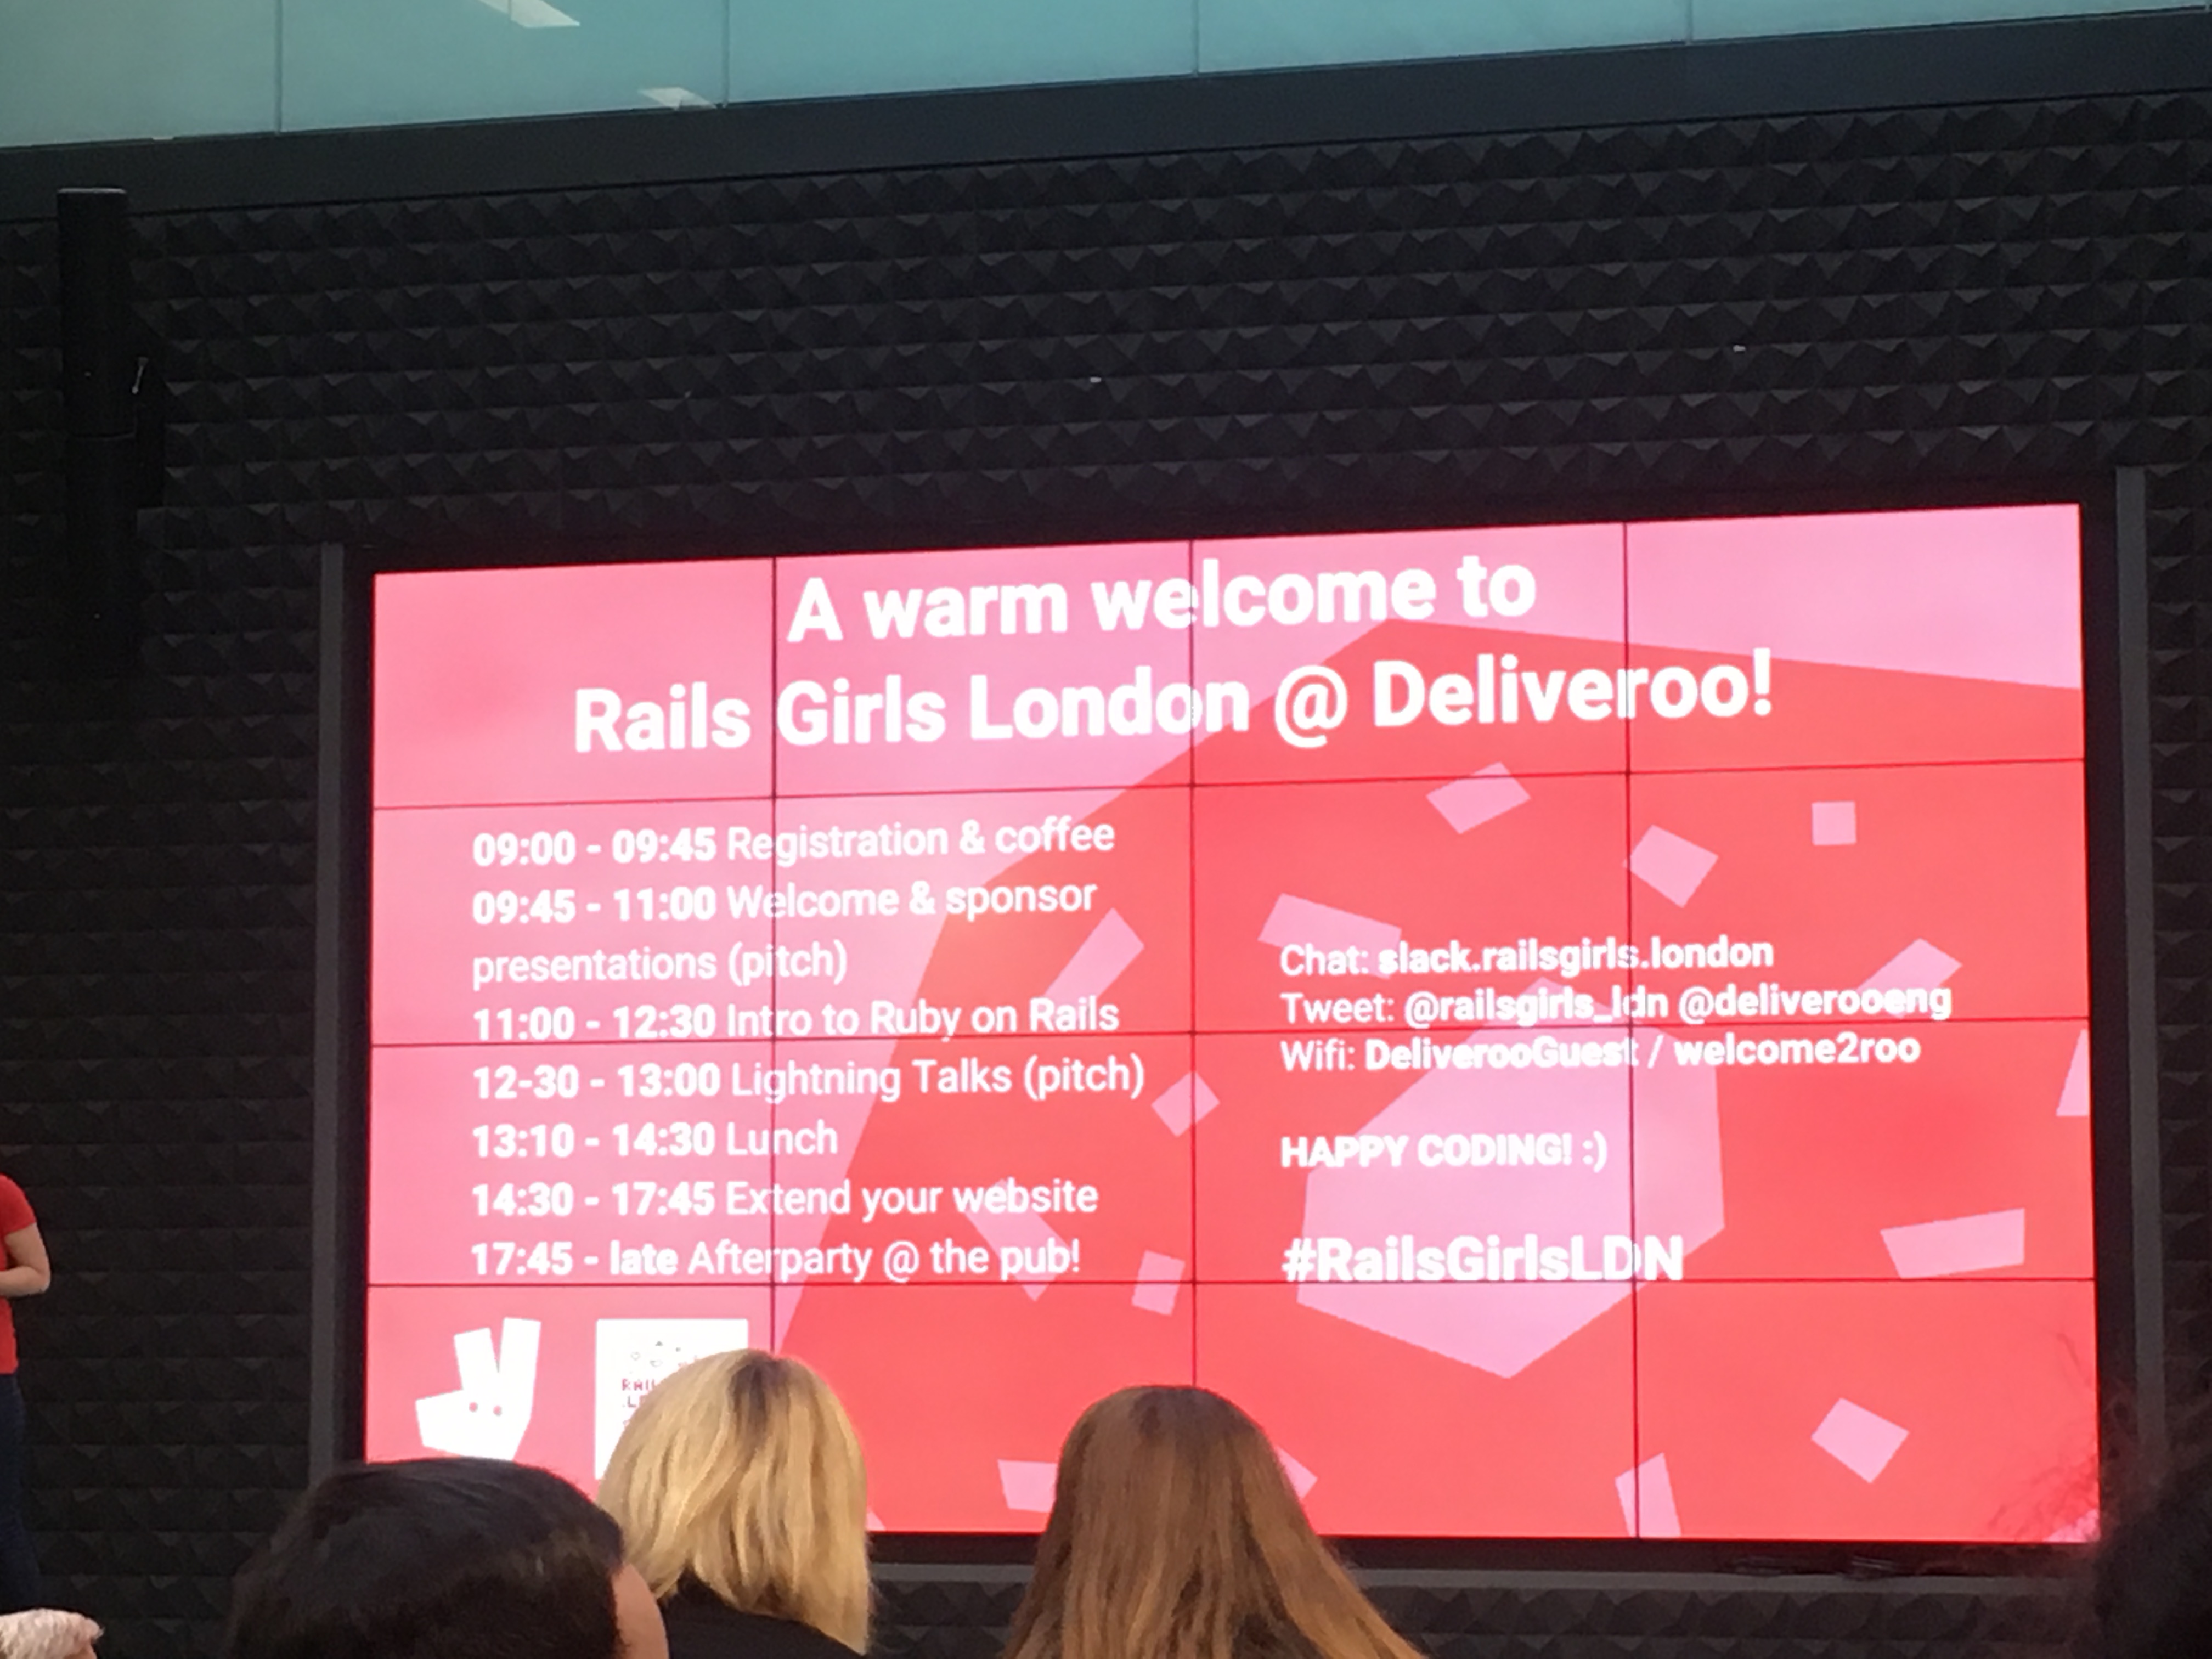 A warm welcome to
Rails Girls London @ Deliveroo!
09:00 - 09:45 Registration & coffee
09:45 - 11:00 Welcome & sponsor
presentations (pitch)
11:00 - 12:30 Intro to Ruby on Rails
12-30 - 13:00 Lightning Talks (pitch)
13:10 - 14:30 Lunch
14:30 - 17:45 Extend your website
17:45 - late Afterparty @ the pub!
Chat: slack.railsgirls.london
Tweet: @railsgirls_ldn @deliverooeng
Wifi: DeliverooGuest / welcome2roo
HAPPY CODING! :)
#RailsGirlsLDN